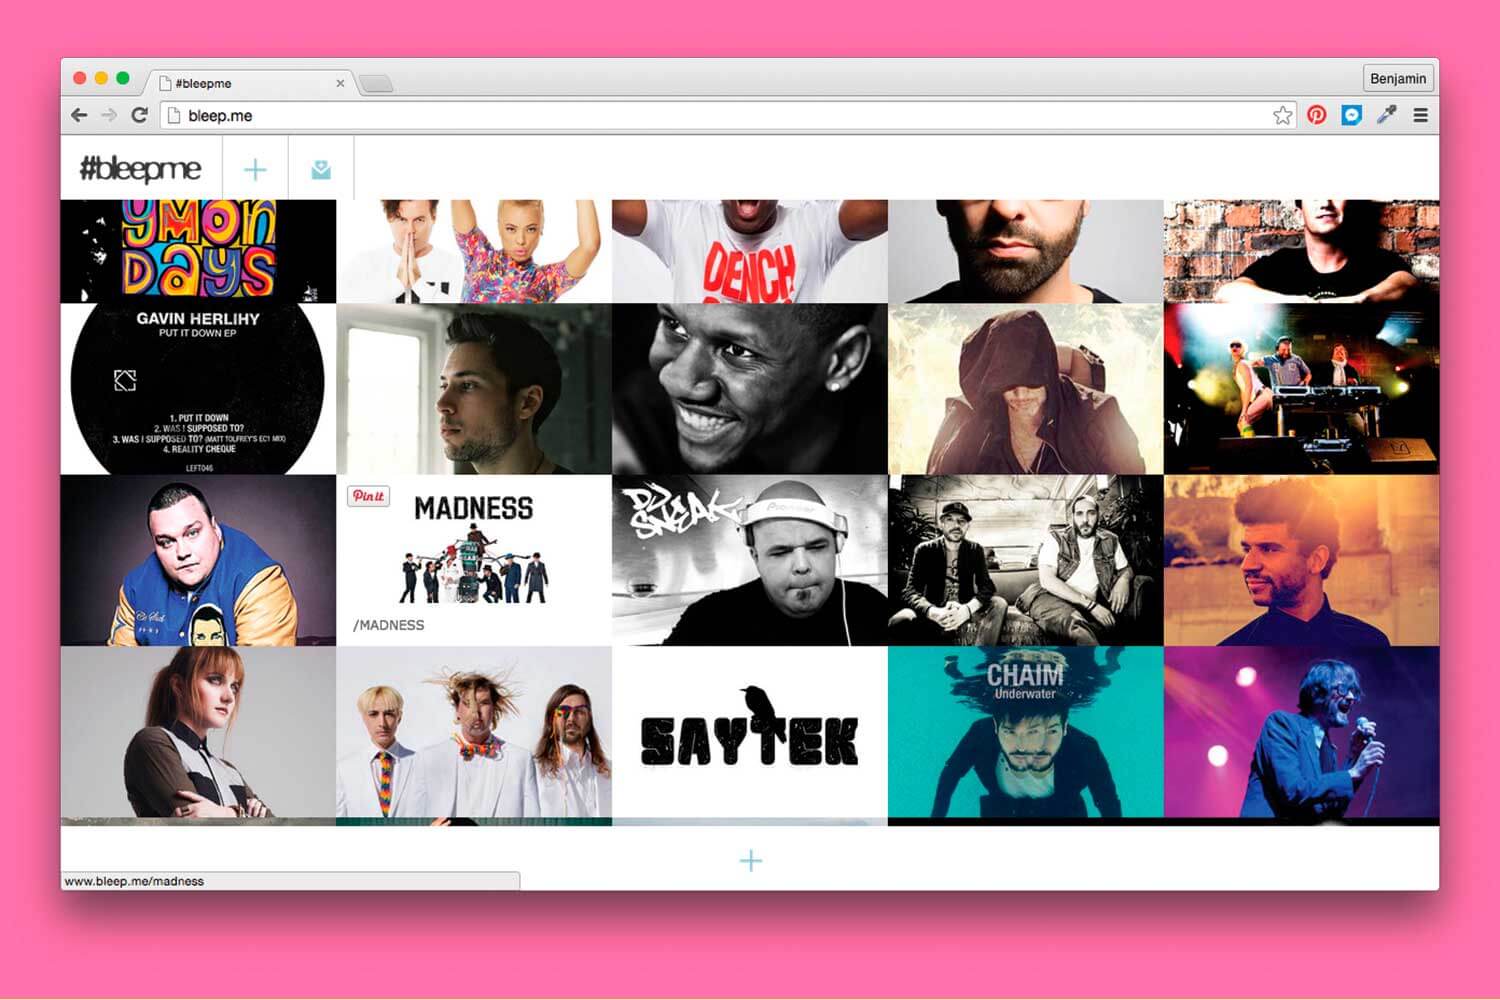 #bleepme
Benjamin
bleep.me
#bleepme
YMON
DAYS
DENCH
GAVIN HERLIHY
PUT IT DOWN EP
1. PUT IT DOWN
2. WAS I SUPPOSED TO?
3. WAS I SUPPOSED TO? (MATT TOLFREY'S EC1 MIX)
4. REALITY CHEQUE
LEFT046
Pin it
MADNESS
/MADNESS
DJ
SNEAK
Pioneer
SAYTEK
CHAIM
Underwater
www.bleep.me/madness